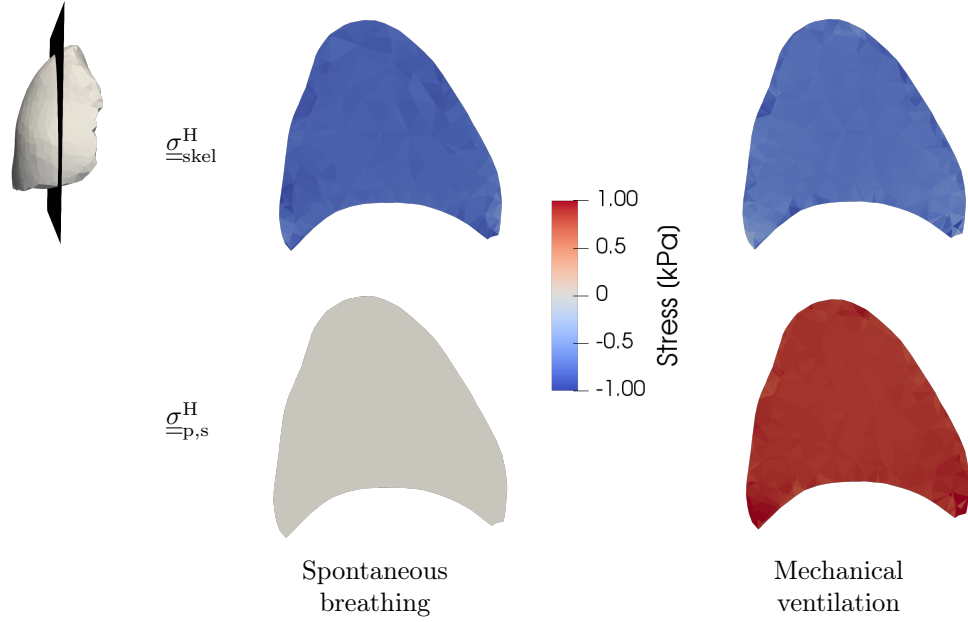 σ^H_skel
1.00
0.5
0
-0.5
-1.00
Stress (kPa)
σ^H_p,s
Spontaneous
breathing
Mechanical
ventilation